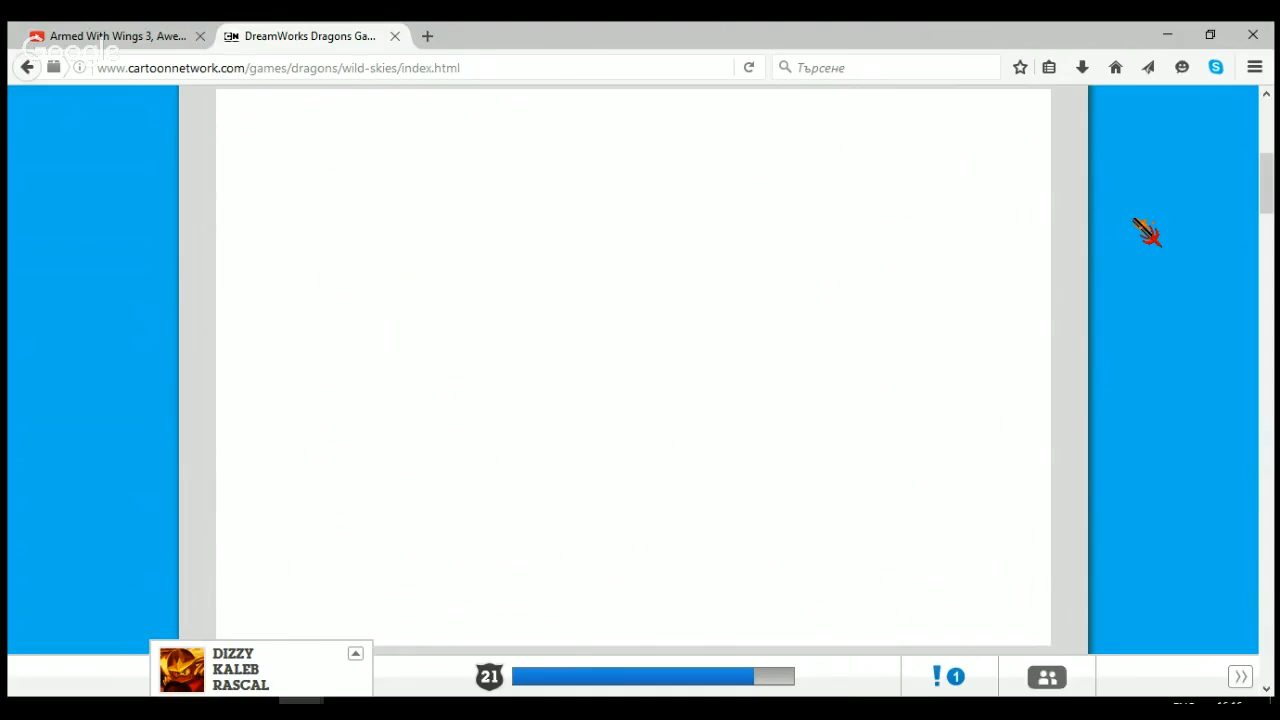 Armed With Wings 3, Awe...
DreamWorks Dragons Ga...
Google
www.cartoonnetwork.com/games/dragons/wild-skies/index.html
Търсене
DIZZY
KALEB
RASCAL
21
! 1